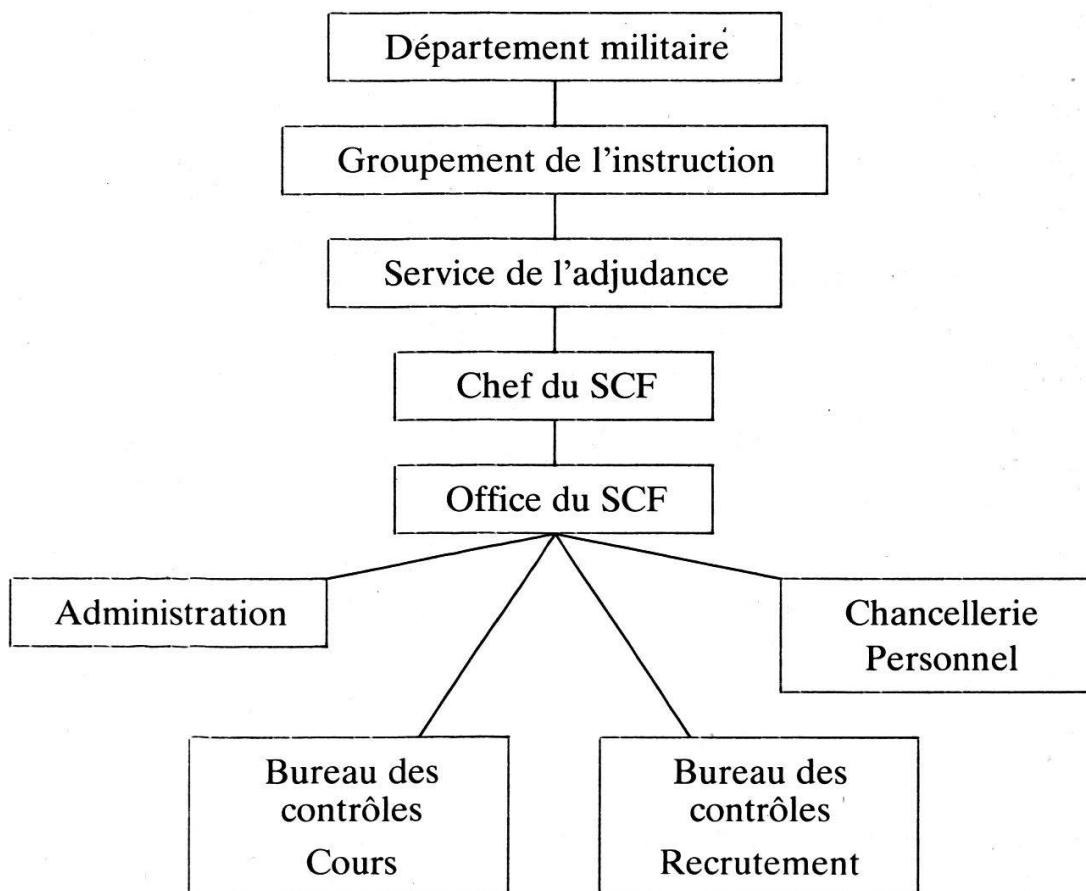 Département militaire
Groupement de l'instruction
Service de l'adjudance
Chef du SCF
Office du SCF
Administration
Chancellerie
Personnel
Bureau des
contrôles
Cours
Bureau des
contrôles
Recrutement